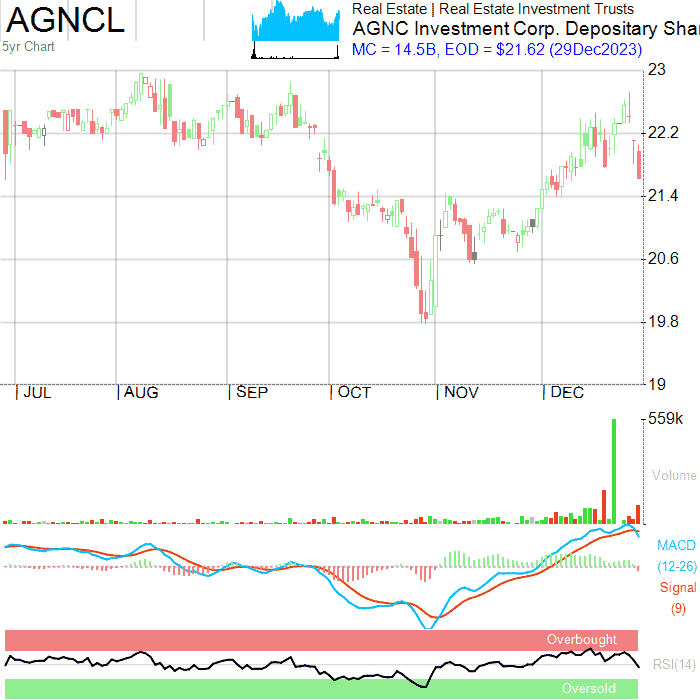 AGNCL
5yr Chart
Real Estate | Real Estate Investment Trusts
AGNC Investment Corp. Depositary Shar
MC = 14.5B, EOD = $21.62 (29Dec2023)
23
22.2
21.4
20.6
19.8
19
JUL AUG SEP OCT NOV DEC
559k
Volume
MACD
(12-26)
Signal
(9)
Overbought
RSI(14)
Oversold